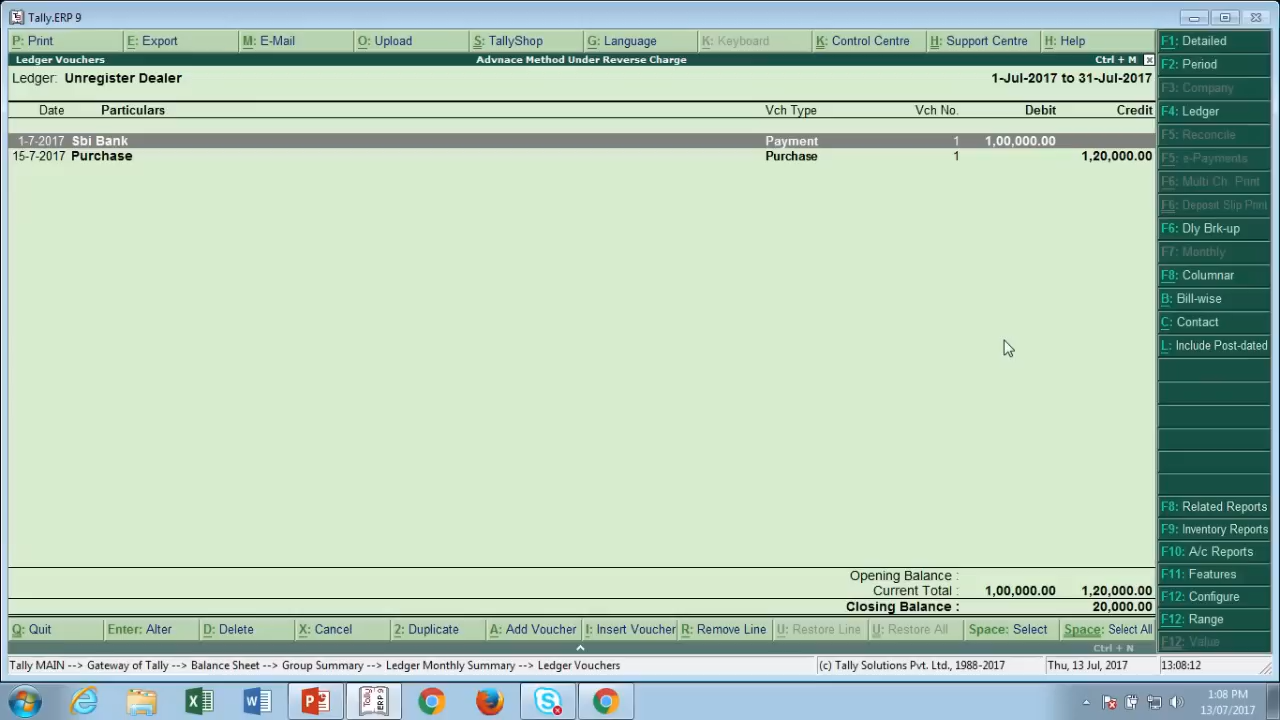 Tally.ERP 9
P: Print E: Export M: E-Mail O: Upload S: TallyShop G: Language K: Keyboard K: Control Centre H: Support Centre H: Help
Ledger Vouchers Advnace Method Under Reverse Charge Ctrl + M
Ledger: Unregister Dealer 1-Jul-2017 to 31-Jul-2017
Date Particulars Vch Type Vch No. Debit Credit
1-7-2017 Sbi Bank Payment 1 1,00,000.00
15-7-2017 Purchase Purchase 1 1,20,000.00
Opening Balance :
Current Total : 1,00,000.00 1,20,000.00
Closing Balance : 20,000.00
Q: Quit Enter: Alter D: Delete X: Cancel 2: Duplicate A: Add Voucher I: Insert Voucher R: Remove Line U: Restore Line U: Restore All Space: Select Space: Select All
Ctrl + N
Tally MAIN --> Gateway of Tally --> Balance Sheet --> Group Summary --> Ledger Monthly Summary --> Ledger Vouchers (c) Tally Solutions Pvt. Ltd., 1988-2017 Thu, 13 Jul, 2017 13:08:12
F1: Detailed
F2: Period
F3: Company
F4: Ledger
F5: Reconcile
F5: e-Payments
F6: Multi Ch. Print
F6: Deposit Slip Print
F6: Dly Brk-up
F7: Monthly
F8: Columnar
B: Bill-wise
C: Contact
L: Include Post-dated
F8: Related Reports
F9: Inventory Reports
F10: A/c Reports
F11: Features
F12: Configure
F12: Range
F12: Value
1:08 PM
13/07/2017